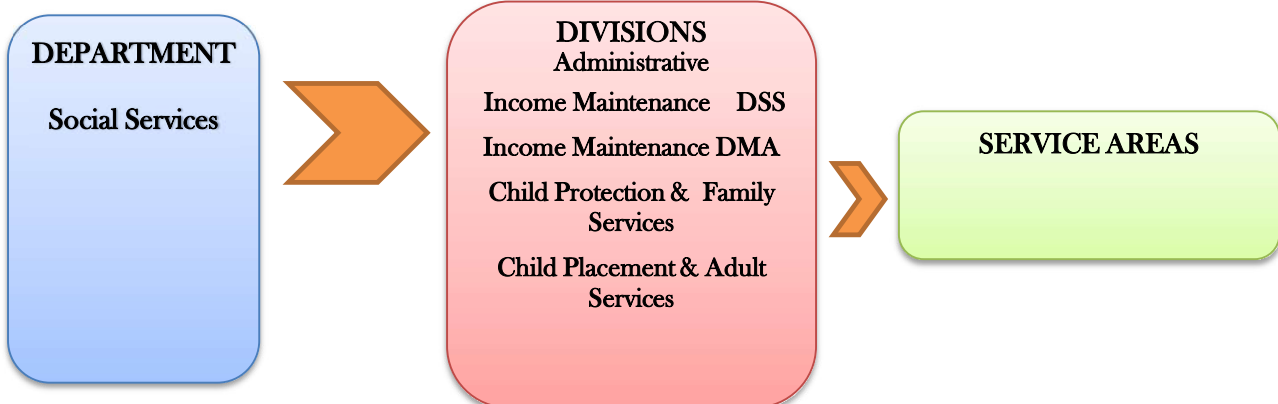 DEPARTMENT
Social Services
DIVISIONS
Administrative
Income Maintenance DSS
Income Maintenance DMA
Child Protection & Family
Services
Child Placement & Adult
Services
SERVICE AREAS